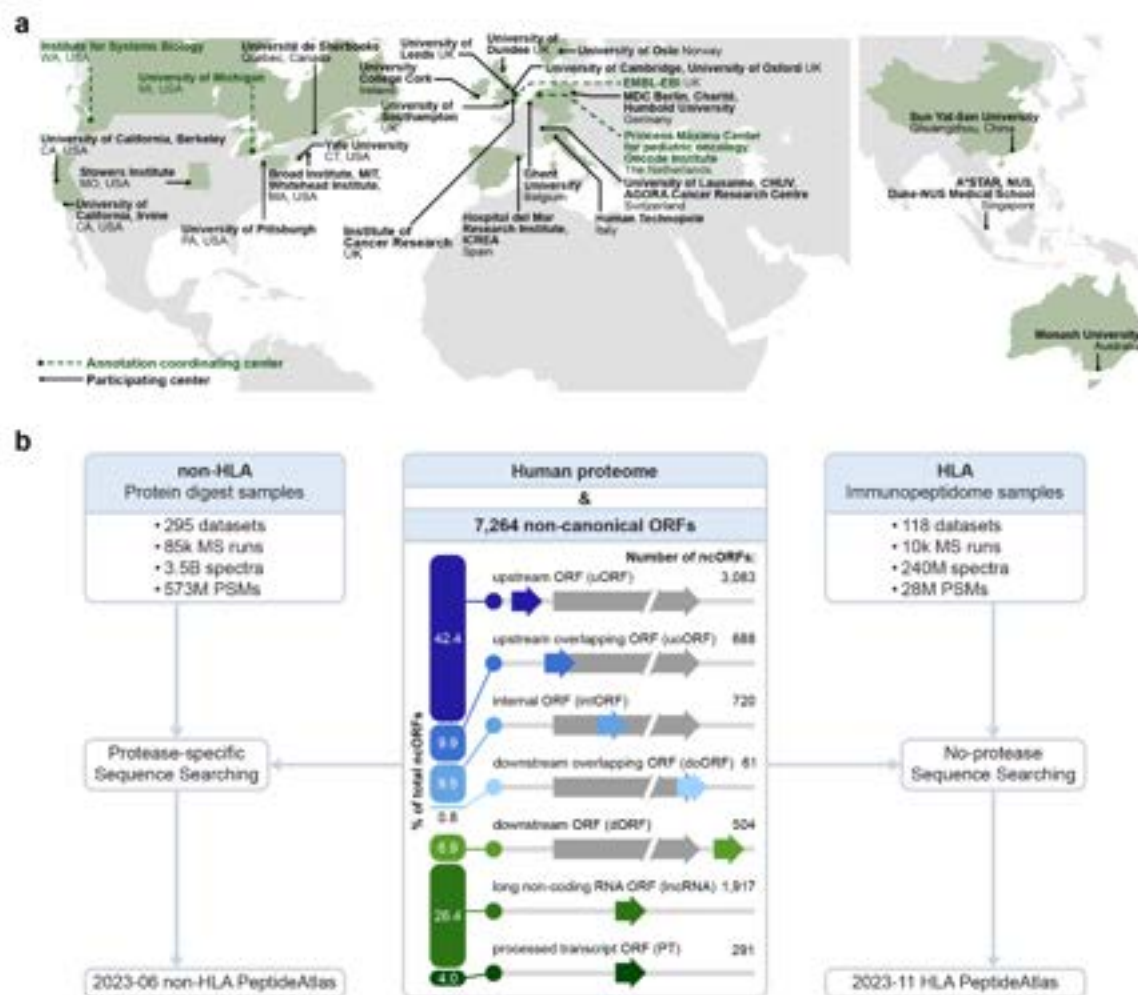 a
Institute for Systems Biology
WA, USA
University of Michigan
MI, USA
Université de Sherbrooke
Quebec, Canada
University of
Leeds UK
University of
Dundee UK
University of Oslo Norway
University
College Cork
Ireland
University of Cambridge, University of Oxford UK
EMBL-EBI UK
MDC Berlin, Charité,
Humbold University
Germany
University of
Southampton
UK
Princess Máxima Center
for pediatric oncology,
Oncode Institute
The Netherlands
University of California, Berkeley
CA, USA
Stowers Institute
MO, USA
Yale University
CT, USA
Broad Institute, MIT,
Whitehead Institute,
MA, USA
University of
California, Irvine
CA, USA
University of Pittsburgh
PA, USA
Institute of
Cancer Research
UK
Hospital del Mar
Research Institute,
ICREA
Spain
Ghent
University
Belgium
University of Lausanne, CHUV,
AGORA Cancer Research Centre
Switzerland
Human Technopole
Italy
Sun Yat-Sen University
China
A*STAR, NUS,
Duke-NUS Medical School
Singapore
Monash University
Australia
Annotation coordinating center
Participating center
b
non-HLA
Protein digest samples
• 295 datasets
• 85k MS runs
• 3.5B spectra
• 573M PSMs
Protease-specific
Sequence Searching
2023-06 non-HLA PeptideAtlas
Human proteome
&
7,264 non-canonical ORFs
Number of ncORFs:
upstream ORF (uORF) 3,083
upstream overlapping ORF (uoORF) 688
internal ORF (intORF) 720
downstream overlapping ORF (doORF) 61
downstream ORF (dORF) 504
long non-coding RNA ORF (lncRNA) 1,917
processed transcript ORF (PT) 291
% of total ncORFs
42.4
9.9
0.8
6.9
26.4
4.0
HLA
Immunopeptidome samples
• 118 datasets
• 10k MS runs
• 240M spectra
• 28M PSMs
No-protease
Sequence Searching
2023-11 HLA PeptideAtlas